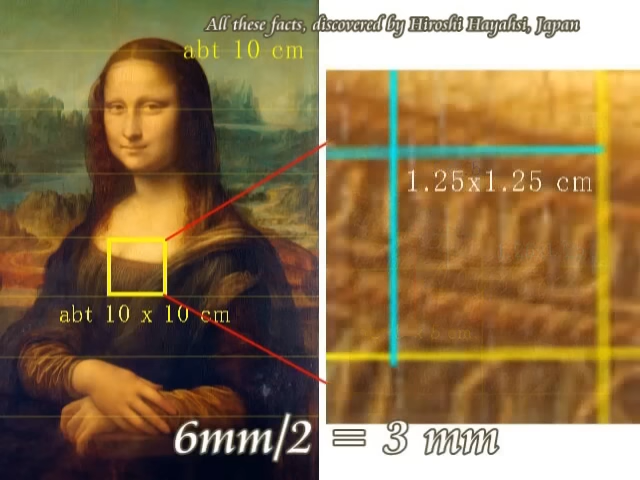 All these facts, discovered by Hiroshi Hayahsi, Japan
abt 10 cm
1.25x1.25 cm
abt 10 x 10 cm
6mm/2 = 3 mm